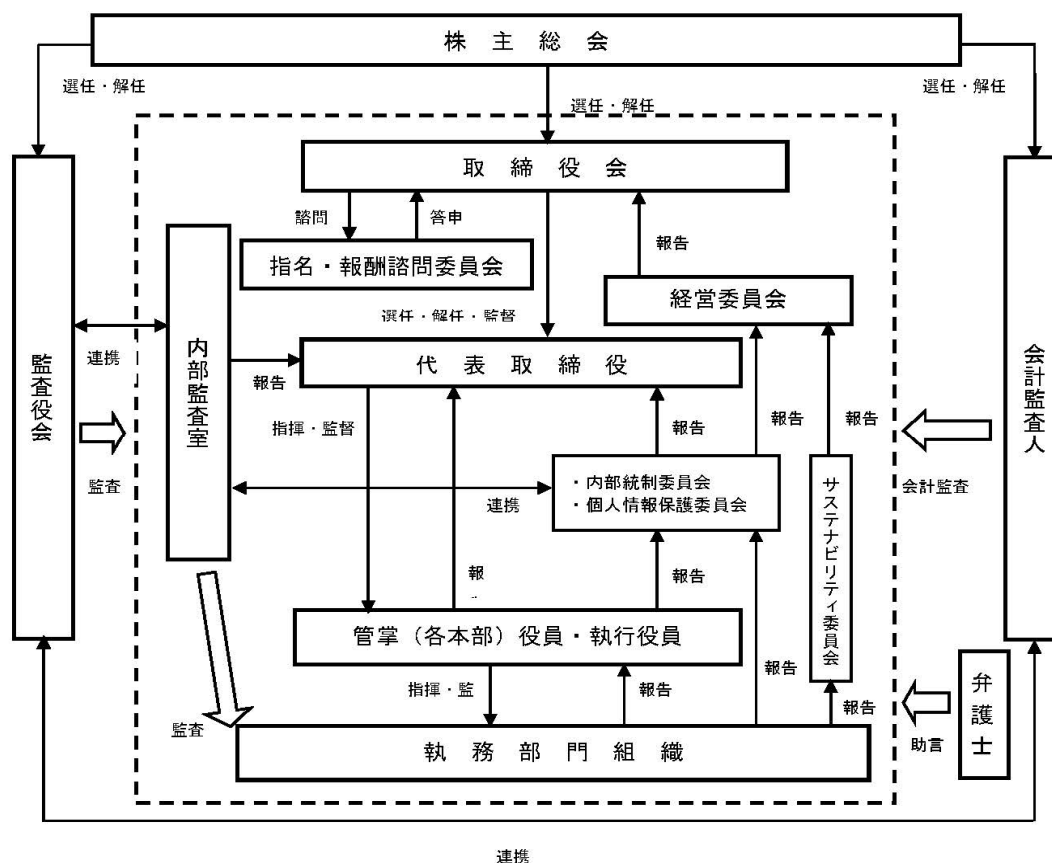 株主総会
選任・解任
選任・解任
選任・解任
取締役会
諮問
答申
報告
指名・報酬諮問委員会
経営委員会
選任・解任・監督
監査役会
連携
内部監査室
報告
代表取締役
会計監査人
指揮・監督
報告
報告
報告
監査
連携
・内部統制委員会
・個人情報保護委員会
サステナビリティ委員会
会計監査
報
報告
管掌（各本部）役員・執行役員
報告
指揮・監
報告
報告
監査
執務部門組織
助言
弁護士
連携